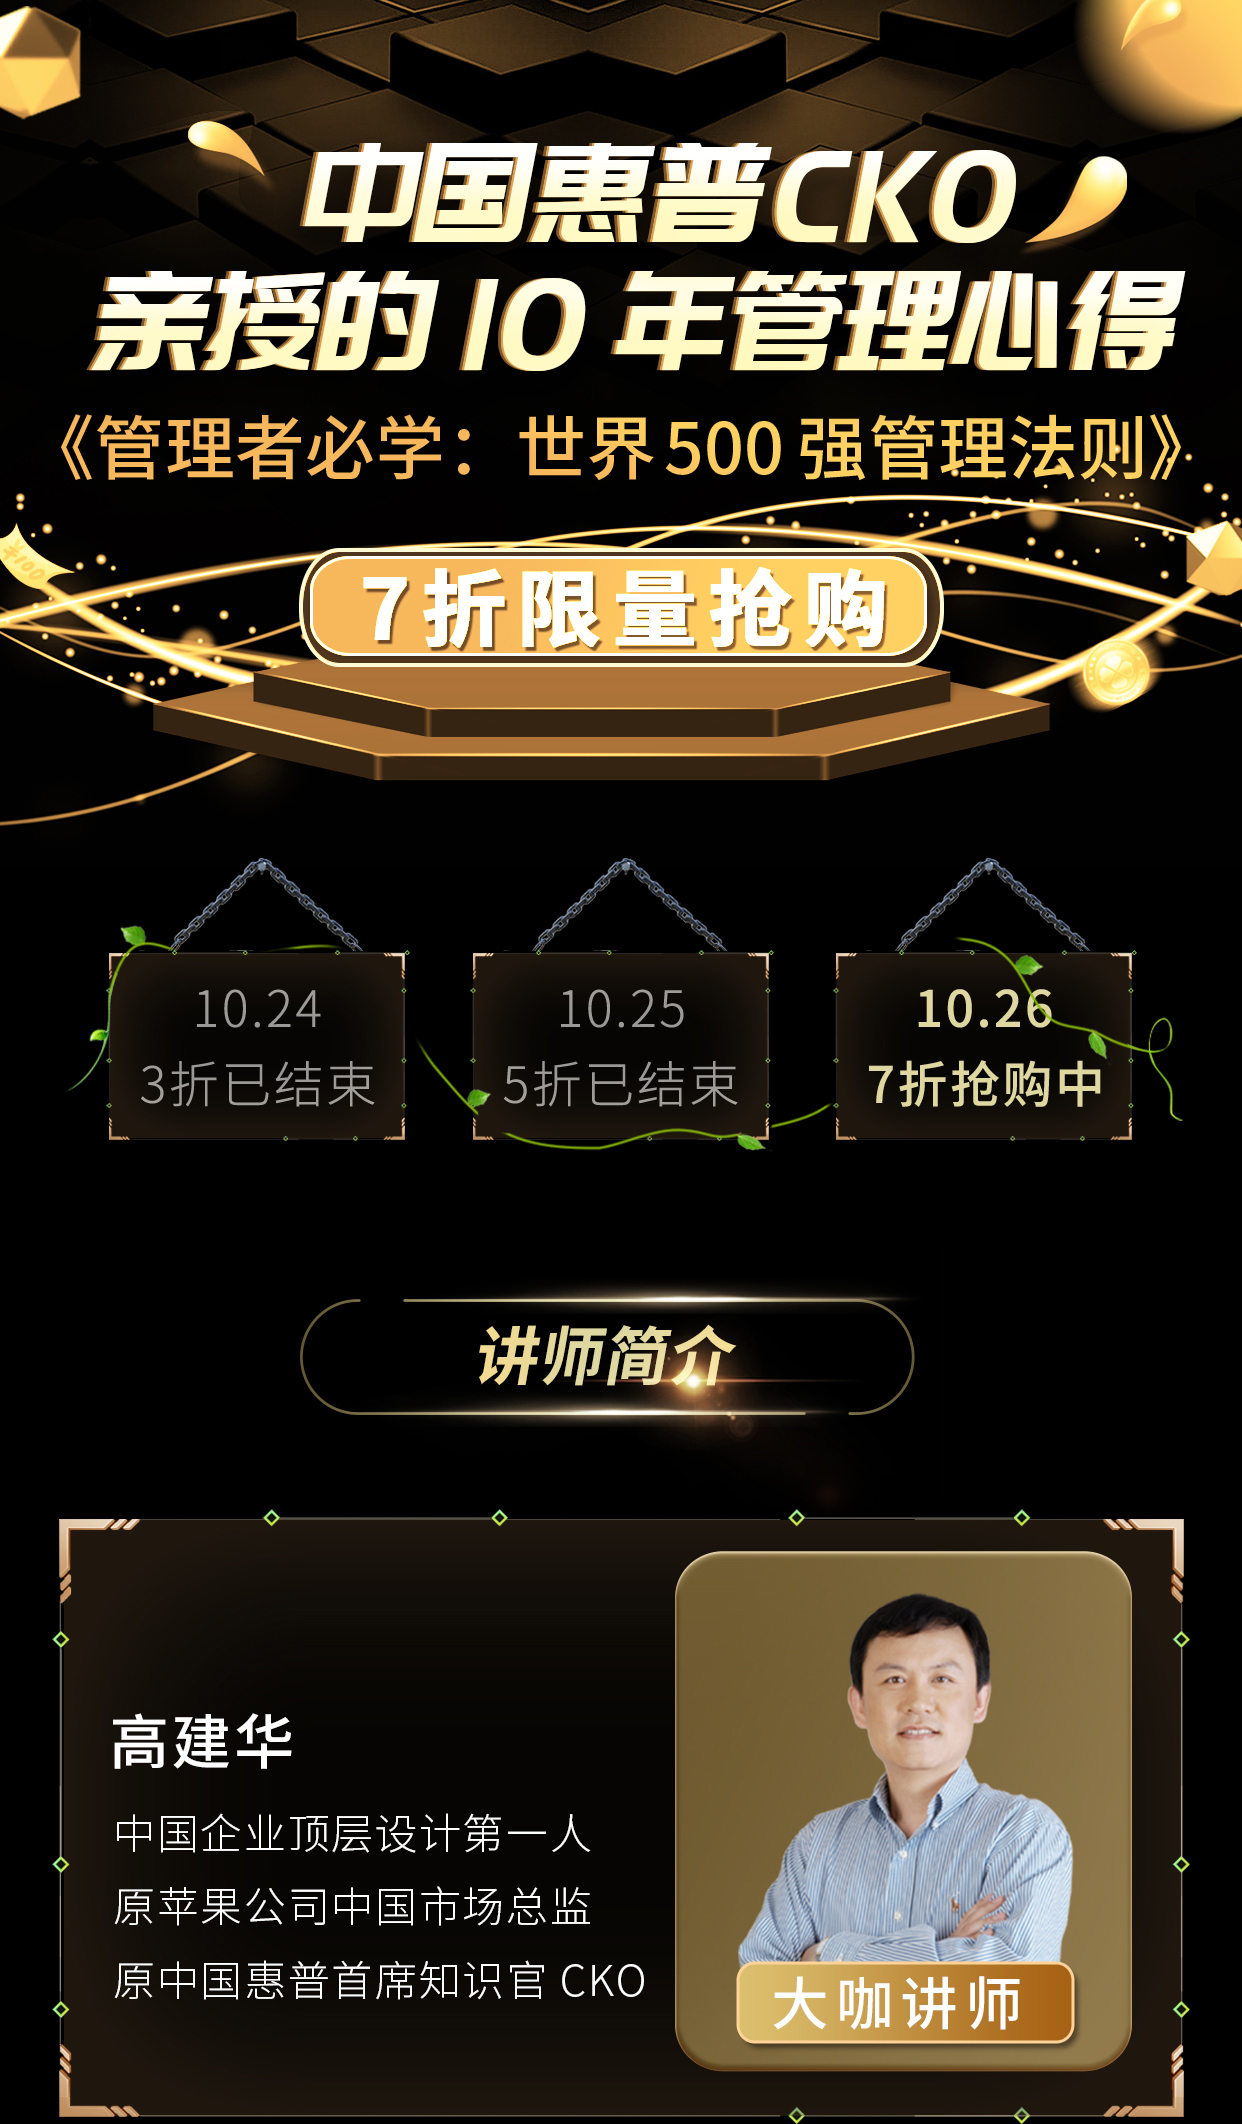 中国惠普CKO
亲授的10年管理心得
《管理者必学：世界500强管理法则》
¥100
7折限量抢购
10.24
3折已结束
10.25
5折已结束
10.26
7折抢购中
讲师简介
高建华
中国企业顶层设计第一人
原苹果公司中国市场总监
原中国惠普首席知识官 CKO
大咖讲师